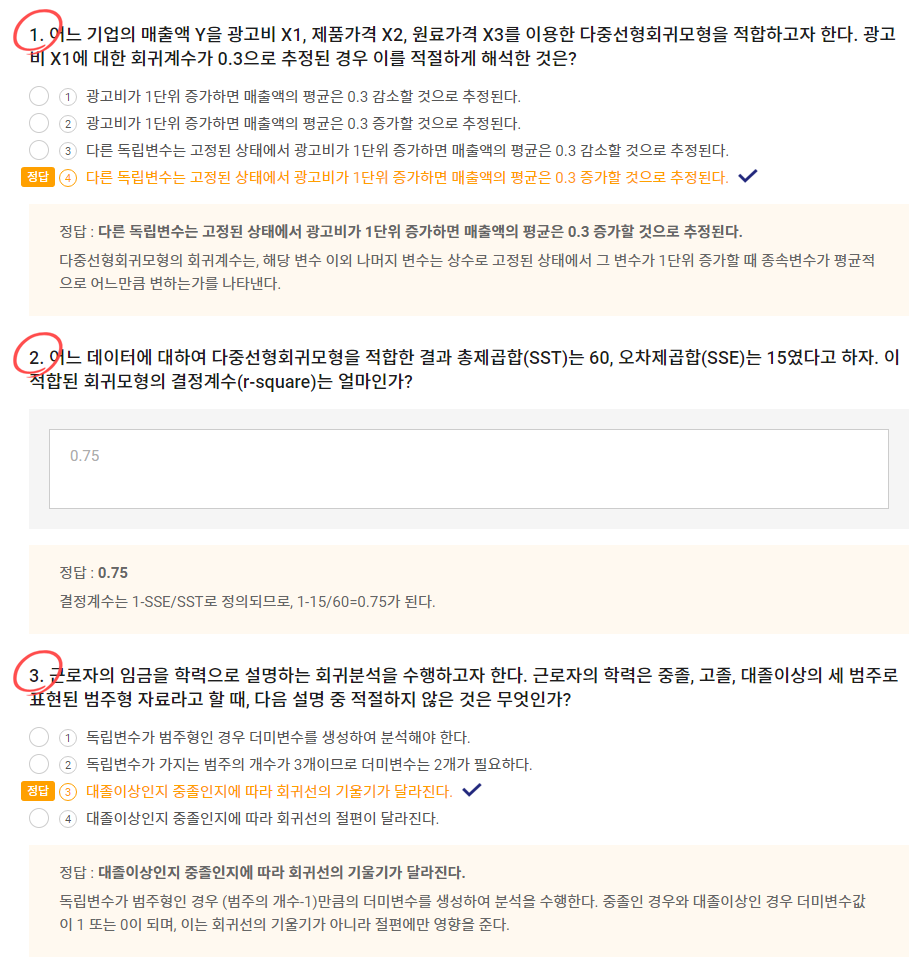 1. 어느 기업의 매출액 Y을 광고비 X1, 제품가격 X2, 원료가격 X3를 이용한 다중선형회귀모형을 적합하고자 한다. 광고
비 X1에 대한 회귀계수가 0.3으로 추정된 경우 이를 적절하게 해석한 것은?
1 광고비가 1단위 증가하면 매출액의 평균은 0.3 감소할 것으로 추정된다.
2 광고비가 1단위 증가하면 매출액의 평균은 0.3 증가할 것으로 추정된다.
3 다른 독립변수는 고정된 상태에서 광고비가 1단위 증가하면 매출액의 평균은 0.3 감소할 것으로 추정된다.
정답 4 다른 독립변수는 고정된 상태에서 광고비가 1단위 증가하면 매출액의 평균은 0.3 증가할 것으로 추정된다.
정답 : 다른 독립변수는 고정된 상태에서 광고비가 1단위 증가하면 매출액의 평균은 0.3 증가할 것으로 추정된다.
다중선형회귀모형의 회귀계수는, 해당 변수 이외 나머지 변수는 상수로 고정된 상태에서 그 변수가 1단위 증가할 때 종속변수가 평균적
으로 어느만큼 변하는가를 나타낸다.
2. 어느 데이터에 대하여 다중선형회귀모형을 적합한 결과 총제곱합(SST)는 60, 오차제곱합(SSE)는 15였다고 하자. 이
적합된 회귀모형의 결정계수(r-square)는 얼마인가?
0.75
정답 : 0.75
결정계수는 1-SSE/SST로 정의되므로, 1-15/60=0.75가 된다.
3. 근로자의 임금을 학력으로 설명하는 회귀분석을 수행하고자 한다. 근로자의 학력은 중졸, 고졸, 대졸이상의 세 범주로
표현된 범주형 자료라고 할 때, 다음 설명 중 적절하지 않은 것은 무엇인가?
1 독립변수가 범주형인 경우 더미변수를 생성하여 분석해야 한다.
2 독립변수가 가지는 범주의 개수가 3개이므로 더미변수는 2개가 필요하다.
정답 3 대졸이상인지 중졸인지에 따라 회귀선의 기울기가 달라진다.
4 대졸이상인지 중졸인지에 따라 회귀선의 절편이 달라진다.
정답 : 대졸이상인지 중졸인지에 따라 회귀선의 기울기가 달라진다.
독립변수가 범주형인 경우 (범주의 개수-1)만큼의 더미변수를 생성하여 분석을 수행한다. 중졸인 경우와 대졸이상인 경우 더미변수값
이 1 또는 0이 되며, 이는 회귀선의 기울기가 아니라 절편에만 영향을 준다.